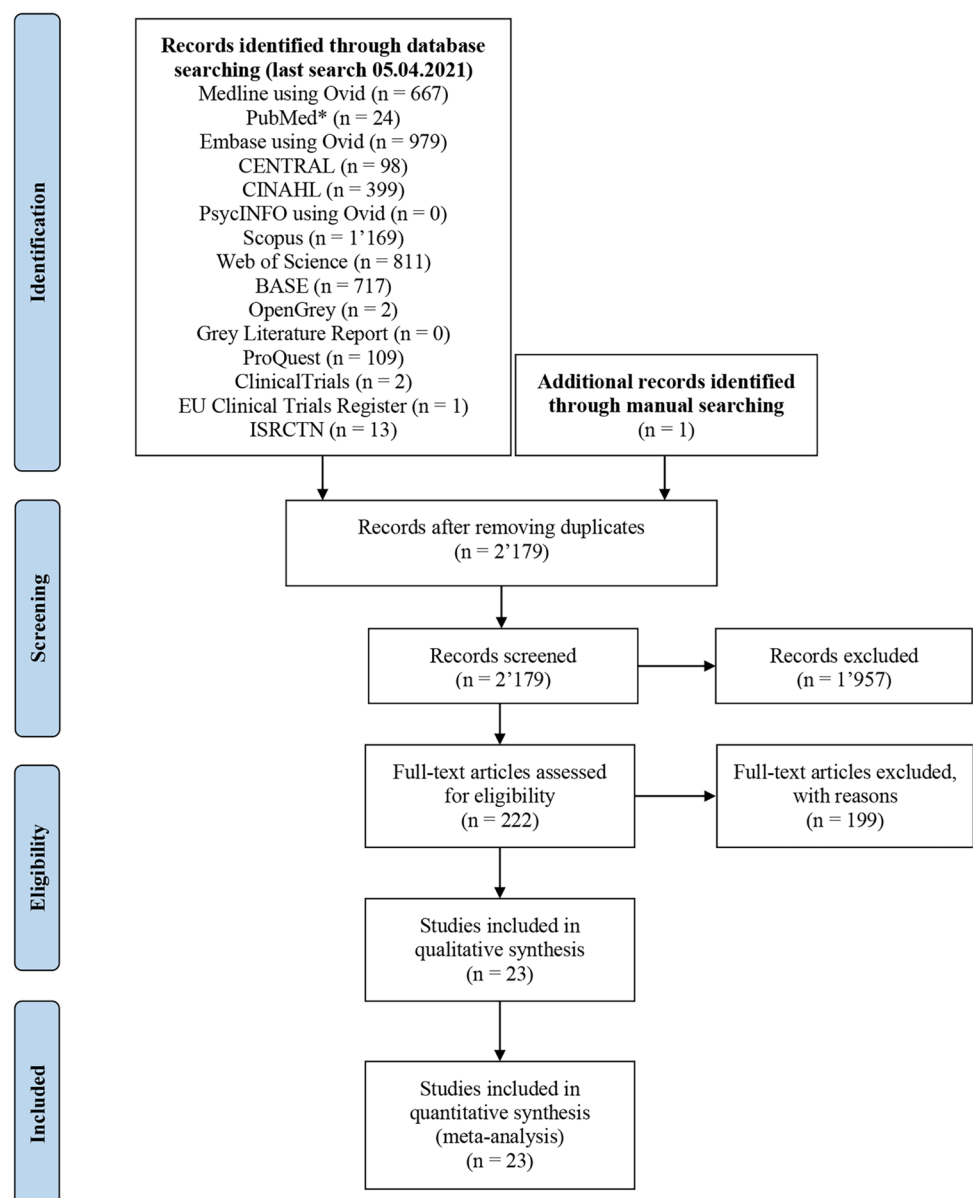 Identification
Records identified through database
searching (last search 05.04.2021)
Medline using Ovid (n = 667)
PubMed* (n = 24)
Embase using Ovid (n = 979)
CENTRAL (n = 98)
CINAHL (n = 399)
PsycINFO using Ovid (n = 0)
Scopus (n = 1’169)
Web of Science (n = 811)
BASE (n = 717)
OpenGrey (n = 2)
Grey Literature Report (n = 0)
ProQuest (n = 109)
ClinicalTrials (n = 2)
EU Clinical Trials Register (n = 1)
ISRCTN (n = 13)
Additional records identified
through manual searching
(n = 1)
Screening
Records after removing duplicates
(n = 2’179)
Records screened
(n = 2’179)
Records excluded
(n = 1’957)
Eligibility
Full-text articles assessed
for eligibility
(n = 222)
Full-text articles excluded,
with reasons
(n = 199)
Studies included in
qualitative synthesis
(n = 23)
Included
Studies included in
quantitative synthesis
(meta-analysis)
(n = 23)